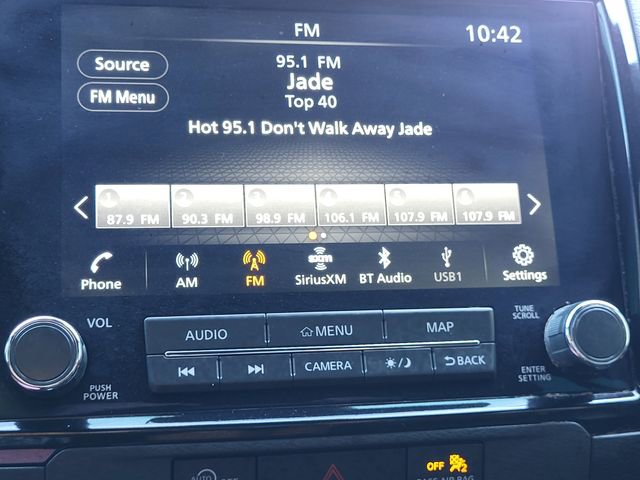 FM
10:42
Source
95.1 FM
Jade
FM Menu
Top 40
Hot 95.1 Don't Walk Away Jade
87.9 FM
90.3 FM
98.9 FM
106.1 FM
107.9 FM
107.9 FM
Phone
AM
FM
sxm
SiriusXM
BT Audio
USB1
Settings
VOL
AUDIO
MENU
MAP
TUNE
SCROLL
CAMERA
BACK
PUSH
POWER
ENTER
SETTING
OFF